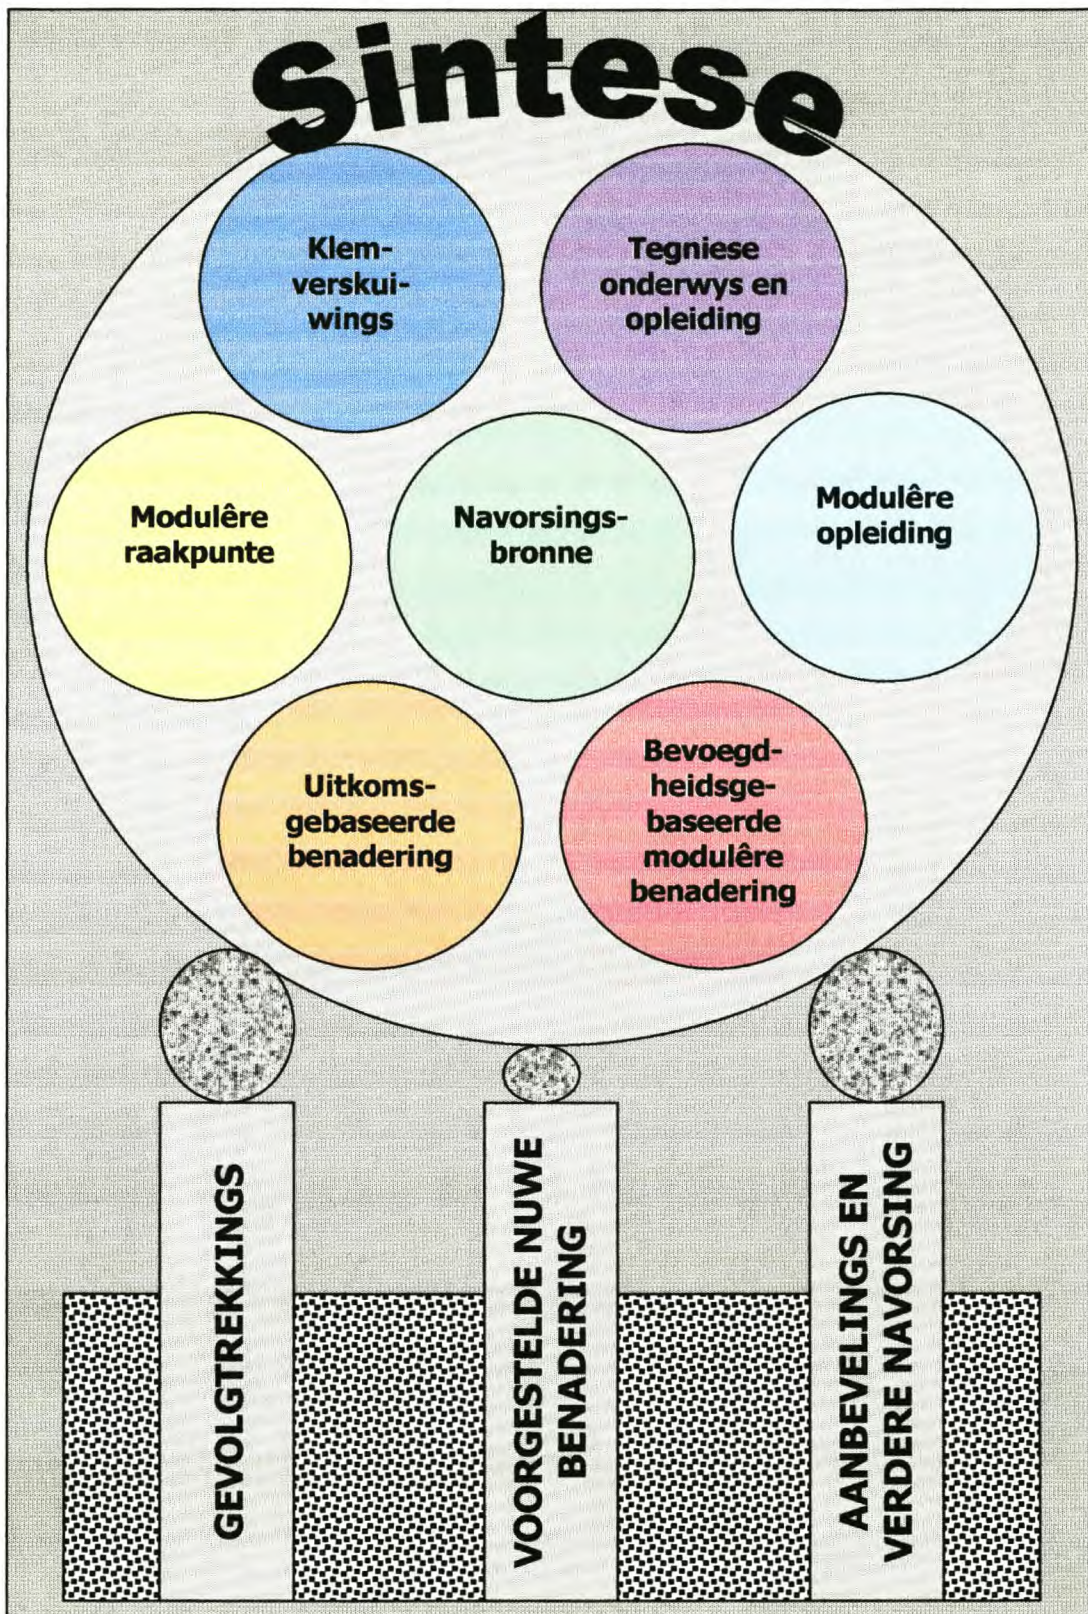 Sintese
Klem-
verskui-
wings
Tegniese
onderwys en
opleiding
Modulêre
raakpunte
Navorsings-
bronne
Modulêre
opleiding
Uitkoms-
gebaseerde
benadering
Bevoegd-
heidsge-
baseerde
modulêre
benadering
GEVOLGTREKKINGS
VOORGESTELDE NUWE
BENADERING
AANBEVELINGS EN
VERDERE NAVORSING